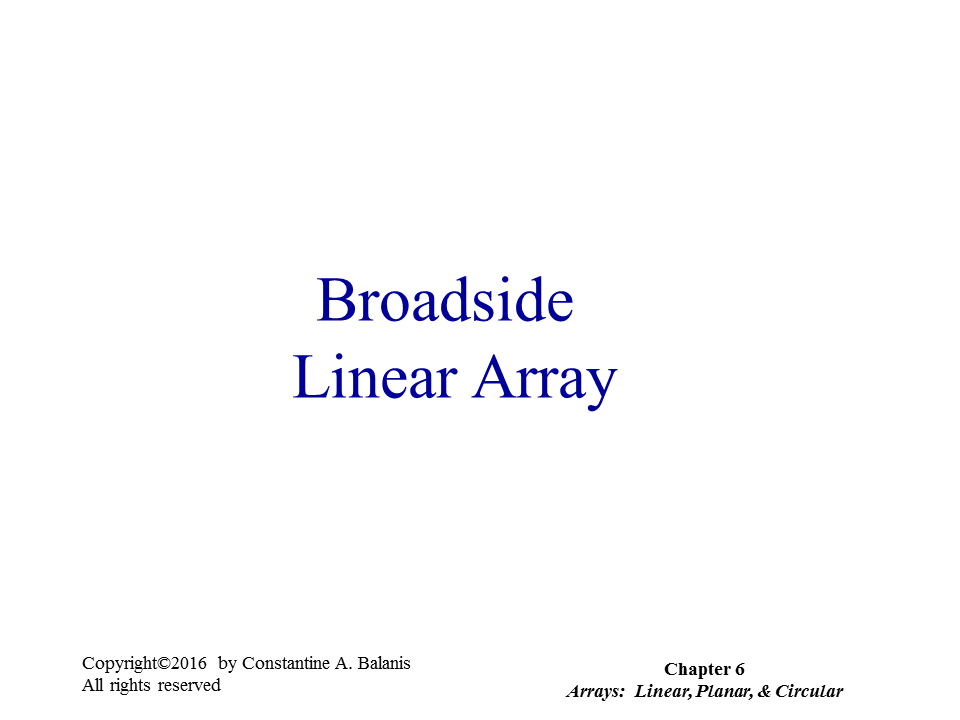 Broadside
Linear Array
Copyright©2016 by Constantine A. Balanis
All rights reserved
Chapter 6
Arrays: Linear, Planar, & Circular